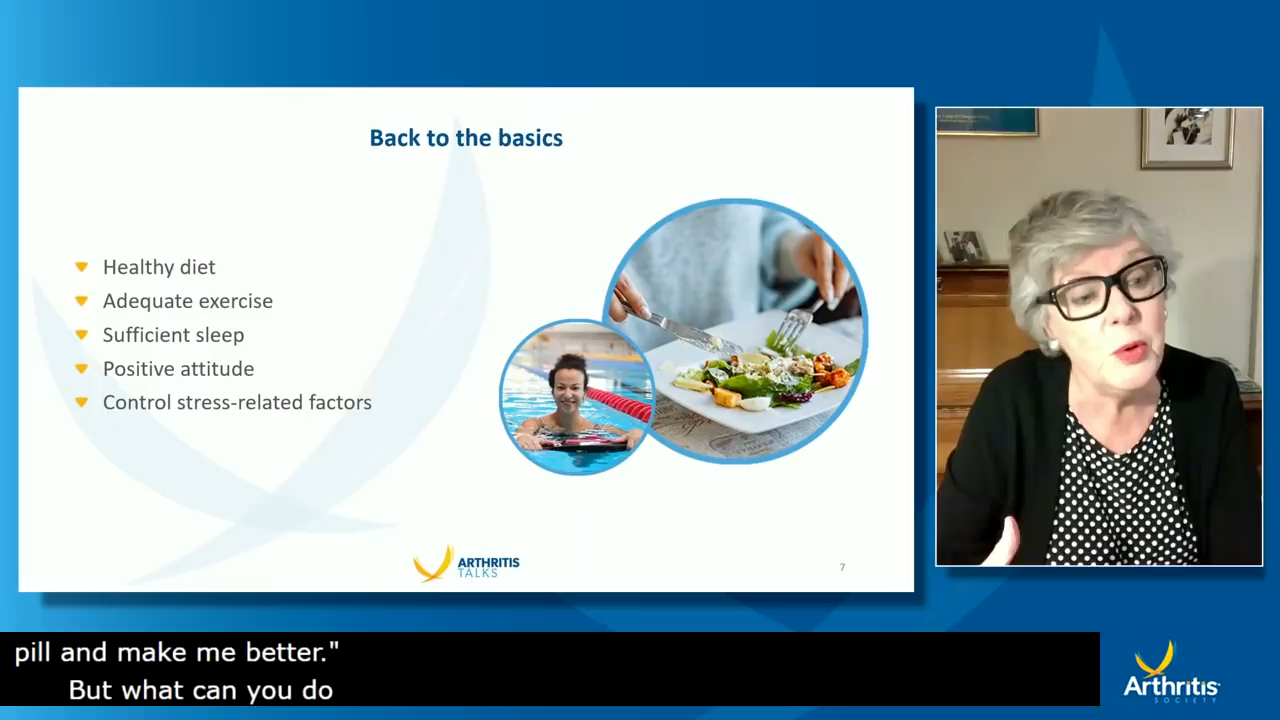 Back to the basics
Healthy diet
Adequate exercise
Sufficient sleep
Positive attitude
Control stress-related factors
ARTHRITIS
TALKS
7
pill and make me better."
But what can you do
Arthritis
SOCIETY